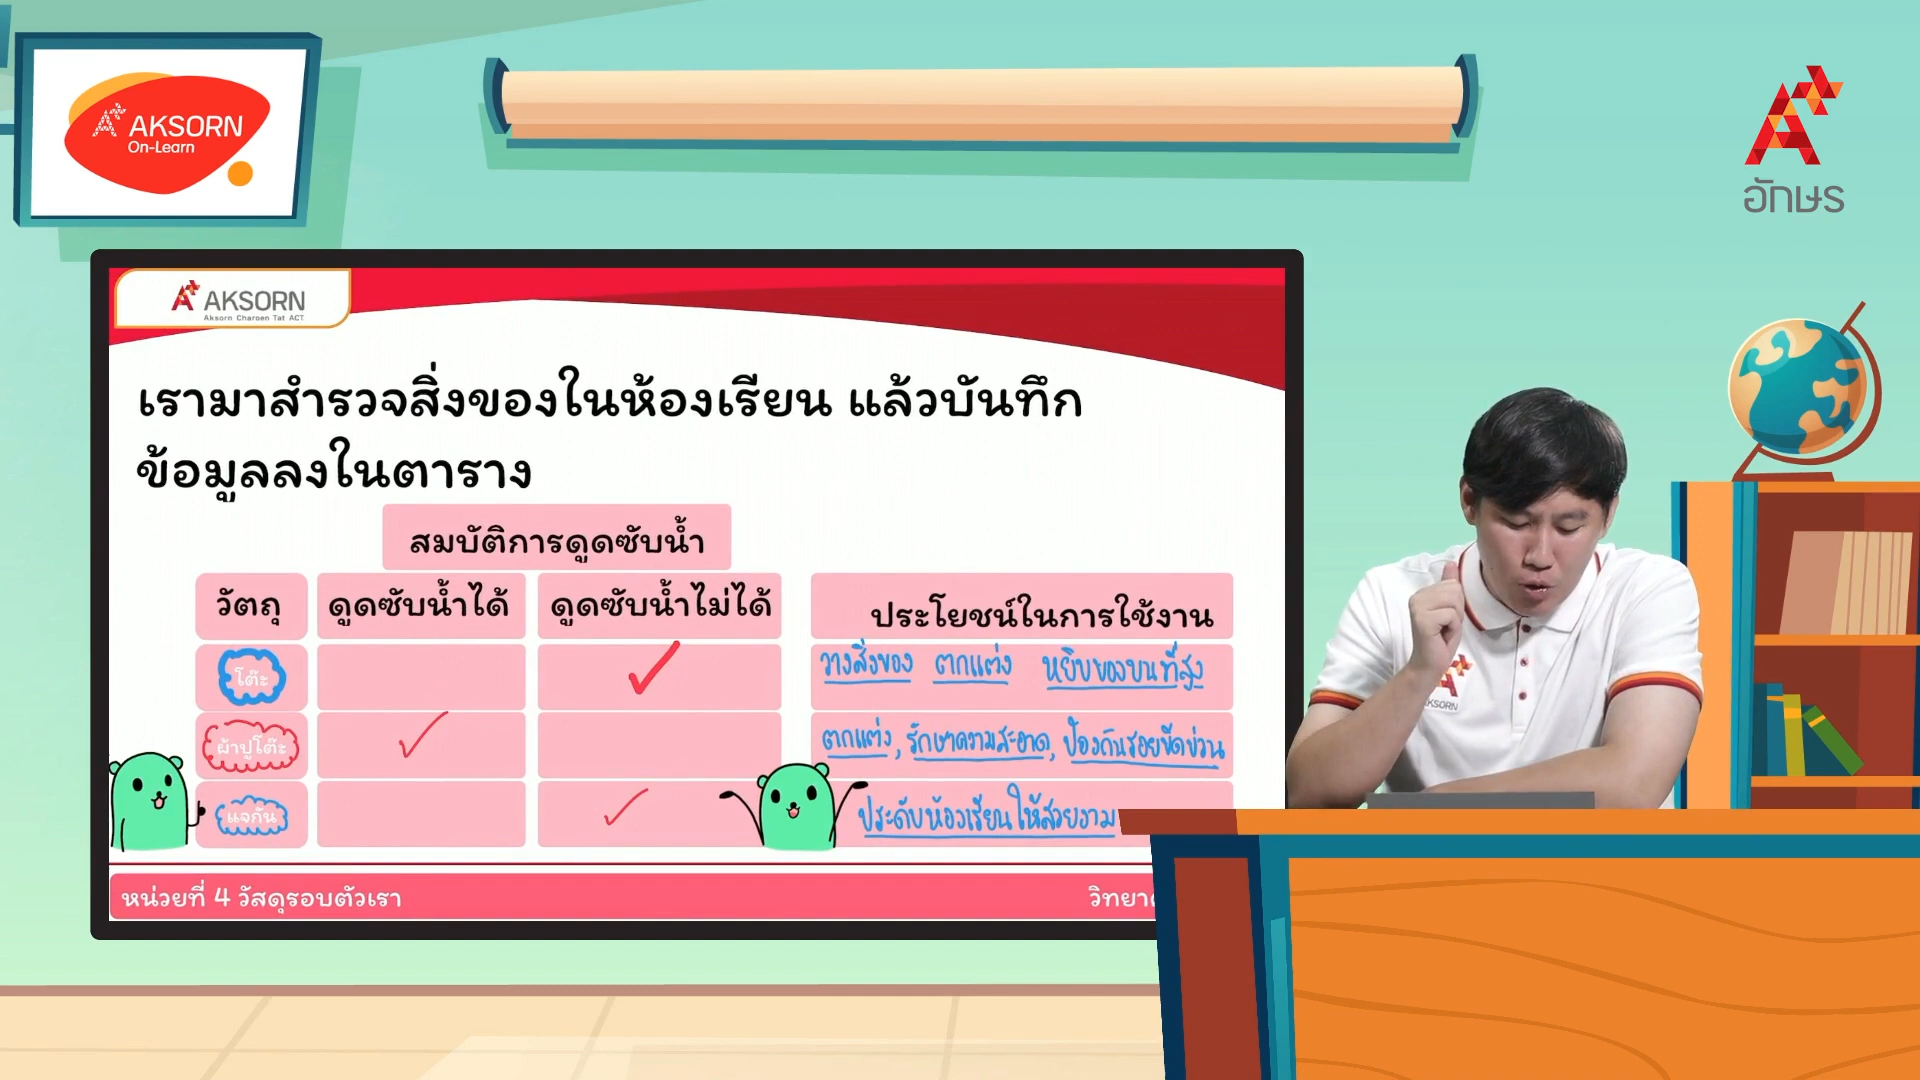 AKSORN
On-Learn
อักษร
AKSORN
Aksorn Charoen Tat ACT
เรามาสำรวจสิ่งของในห้องเรียน แล้วบันทึก
ข้อมูลลงในตาราง
สมบัติการดูดซับน้ำ
วัตถุ ดูดซับน้ำได้ ดูดซับน้ำไม่ได้ ประโยชน์ในการใช้งาน
โต๊ะ วางสิ่งของ ตกแต่ง หยิบของบนที่สูง
ผ้าปูโต๊ะ ตกแต่ง, รักษาความสะอาด, ป้องกันรอยขีดข่วน
แจกัน ประดับห้องเรียนให้สวยงาม
หน่วยที่ 4 วัสดุรอบตัวเรา
KSORN